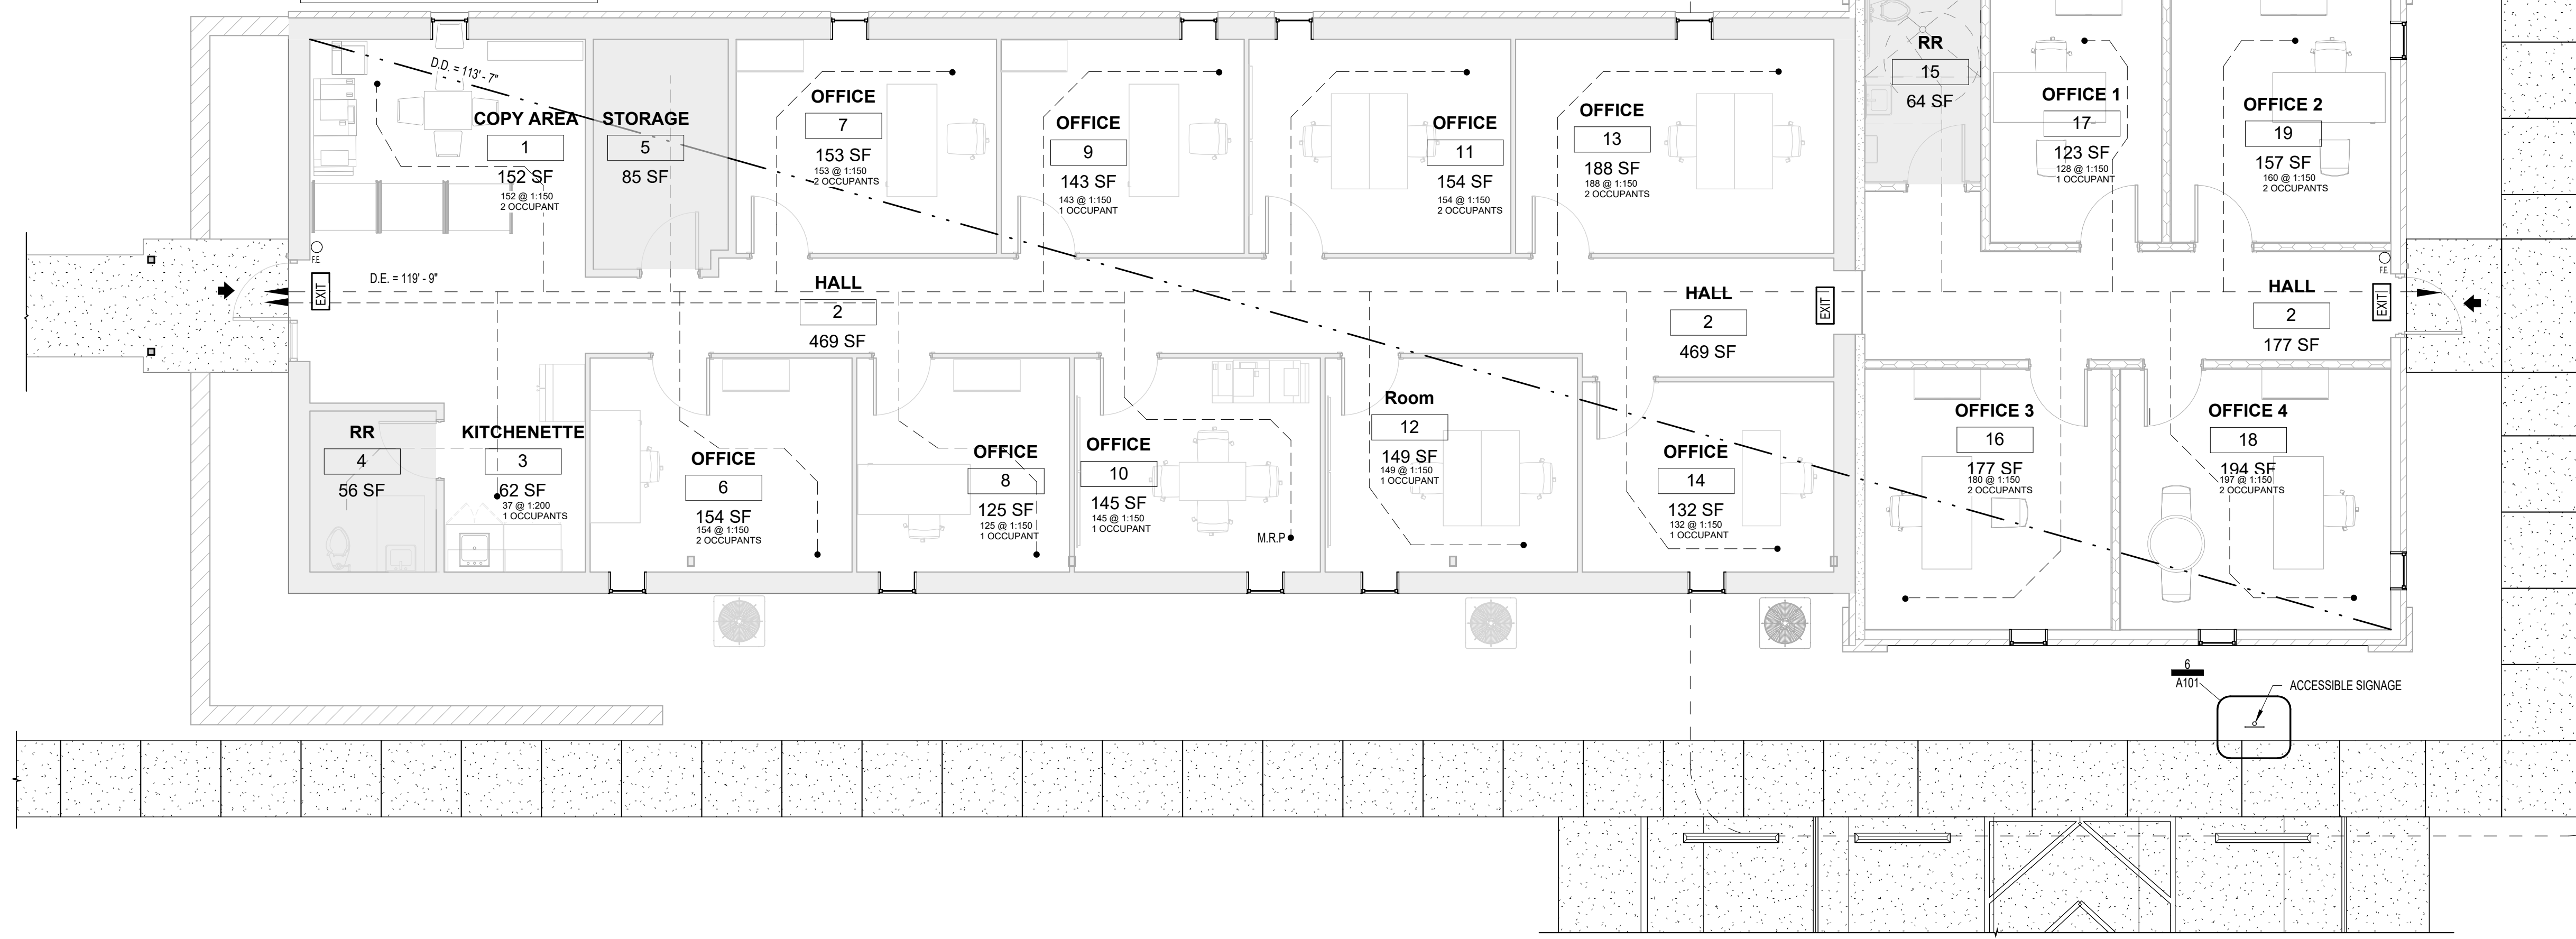 D.D. = 113' - 7"
COPY AREA
1
152 SF
152 @ 1:150
2 OCCUPANT
STORAGE
5
85 SF
OFFICE
7
153 SF
153 @ 1:150
2 OCCUPANTS
OFFICE
9
143 SF
143 @ 1:150
1 OCCUPANT
OFFICE
11
154 SF
154 @ 1:150
2 OCCUPANTS
OFFICE
13
188 SF
188 @ 1:150
2 OCCUPANTS
RR
15
64 SF
OFFICE 1
17
123 SF
128 @ 1:150
1 OCCUPANT
OFFICE 2
19
157 SF
160 @ 1:150
2 OCCUPANTS
F.E.
EXIT
D.E. = 119' - 9"
HALL
2
469 SF
HALL
2
469 SF
EXIT
HALL
2
177 SF
F.E.
EXIT
RR
4
56 SF
KITCHENETTE
3
62 SF
37 @ 1:200
1 OCCUPANTS
OFFICE
6
154 SF
154 @ 1:150
2 OCCUPANTS
OFFICE
8
125 SF
125 @ 1:150
1 OCCUPANT
OFFICE
10
145 SF
145 @ 1:150
1 OCCUPANT
M.R.P
Room
12
149 SF
149 @ 1:150
1 OCCUPANT
OFFICE
14
132 SF
132 @ 1:150
1 OCCUPANT
OFFICE 3
16
177 SF
180 @ 1:150
2 OCCUPANTS
OFFICE 4
18
194 SF
197 @ 1:150
2 OCCUPANTS
6
A101
ACCESSIBLE SIGNAGE